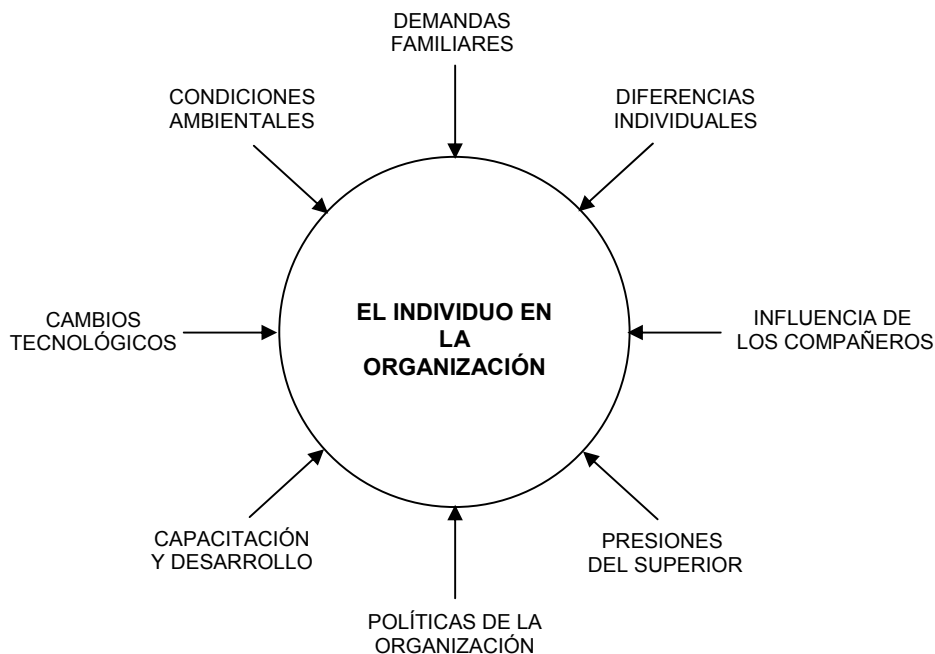 DEMANDAS
FAMILIARES
CONDICIONES
AMBIENTALES
DIFERENCIAS
INDIVIDUALES
EL INDIVIDUO EN
LA
ORGANIZACIÓN
CAMBIOS
TECNOLÓGICOS
INFLUENCIA DE
LOS COMPAÑEROS
CAPACITACIÓN
Y DESARROLLO
PRESIONES
DEL SUPERIOR
POLÍTICAS DE LA
ORGANIZACIÓN